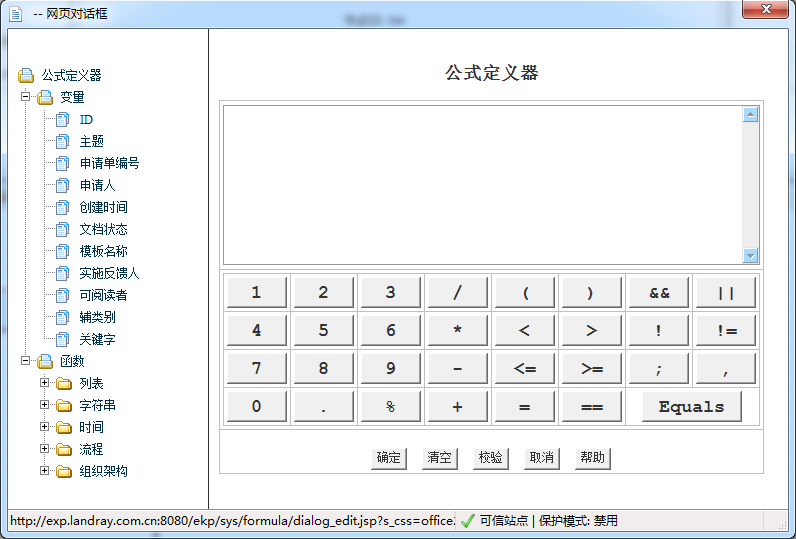 -- 网页对话框
公式定义器
变量
ID
主题
申请单编号
申请人
创建时间
文档状态
模板名称
实施反馈人
可阅读者
辅类别
关键字
函数
列表
字符串
时间
流程
组织架构
公式定义器
1 2 3 / ( ) && ||
4 5 6 * < > ! !=
7 8 9 - <= >= ; ,
0 . % + = == Equals
确定 清空 校验 取消 帮助
http://exp.landray.com.cn:8080/ekp/sys/formula/dialog_edit.jsp?s_css=office 可信站点 | 保护模式: 禁用